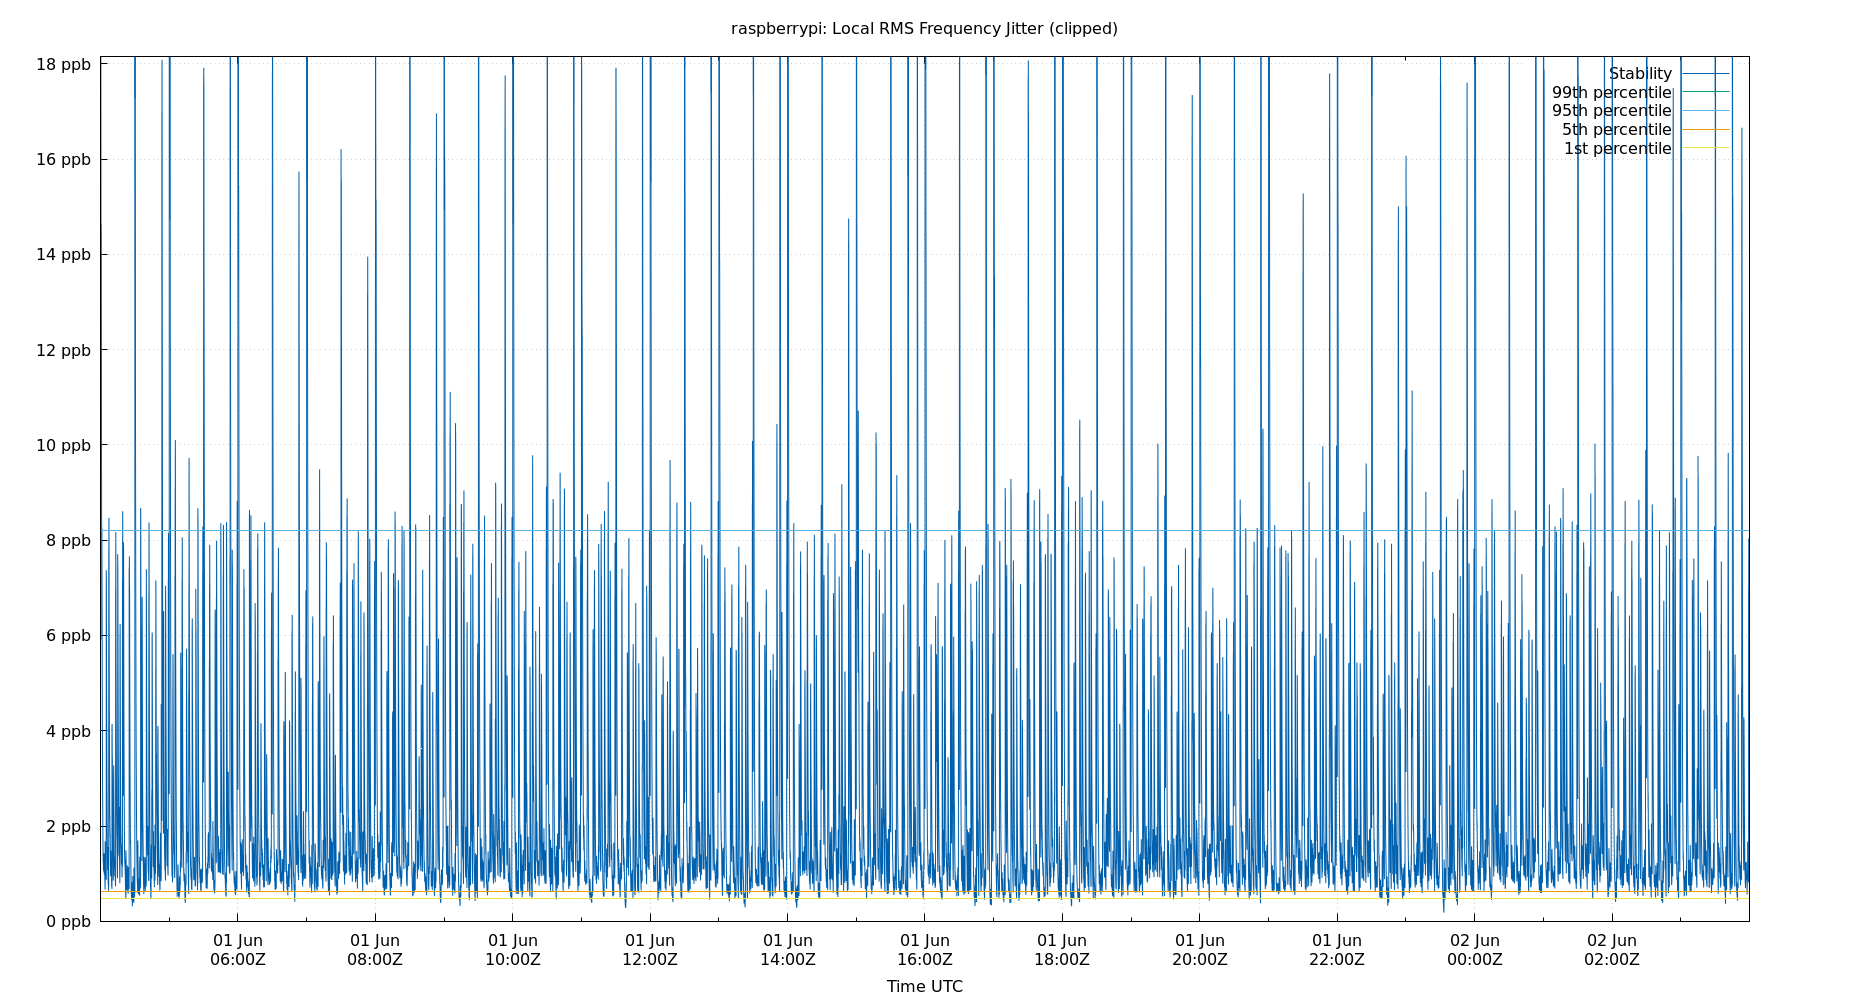 raspberrypi: Local RMS Frequency Jitter (clipped)
18 ppb
16 ppb
14 ppb
12 ppb
10 ppb
8 ppb
6 ppb
4 ppb
2 ppb
0 ppb
Stability
99th percentile
95th percentile
5th percentile
1st percentile
01 Jun 01 Jun 01 Jun 01 Jun 01 Jun 01 Jun 01 Jun 01 Jun 01 Jun 02 Jun 02 Jun
06:00Z 08:00Z 10:00Z 12:00Z 14:00Z 16:00Z 18:00Z 20:00Z 22:00Z 00:00Z 02:00Z
Time UTC